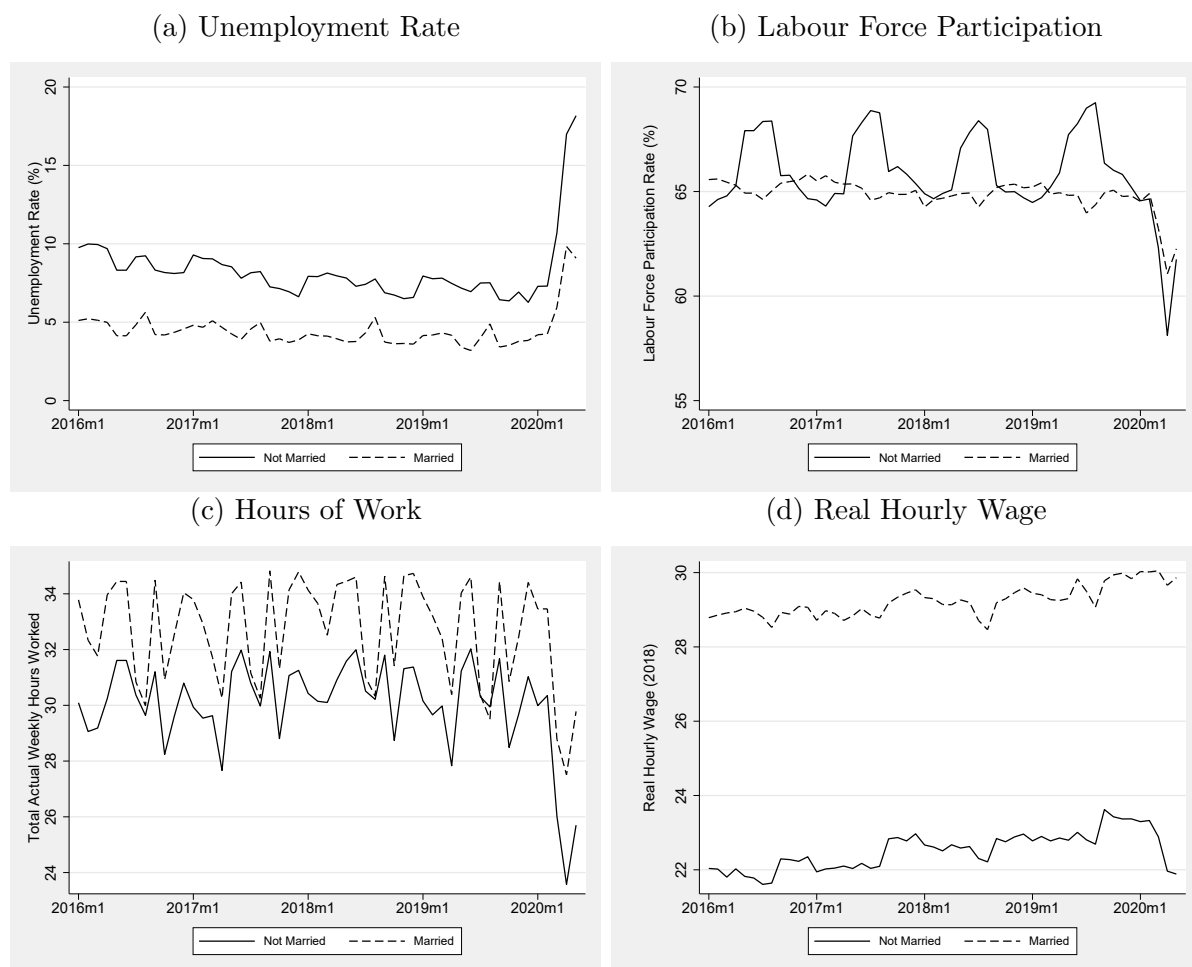 (a) Unemployment Rate
(b) Labour Force Participation
Unemployment Rate (%)
20
15
10
5
0
2016m1 2017m1 2018m1 2019m1 2020m1
Not Married Married
Labour Force Participation Rate (%)
70
65
60
55
2016m1 2017m1 2018m1 2019m1 2020m1
Not Married Married
(c) Hours of Work
(d) Real Hourly Wage
Total Actual Weekly Hours Worked
34
32
30
28
26
24
2016m1 2017m1 2018m1 2019m1 2020m1
Not Married Married
Real Hourly Wage (2018)
30
28
26
24
22
2016m1 2017m1 2018m1 2019m1 2020m1
Not Married Married